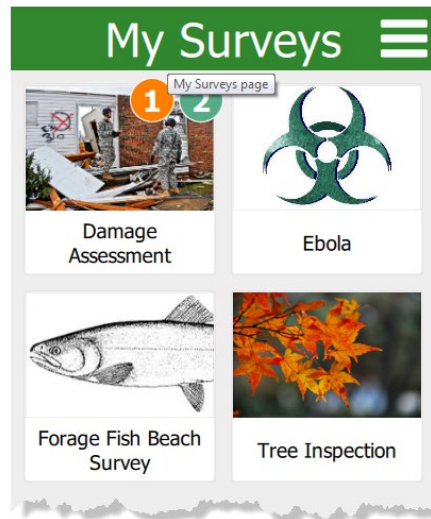 My Surveys
My Surveys page
1 2
Damage
Assessment
Ebola
Forage Fish Beach
Survey
Tree Inspection